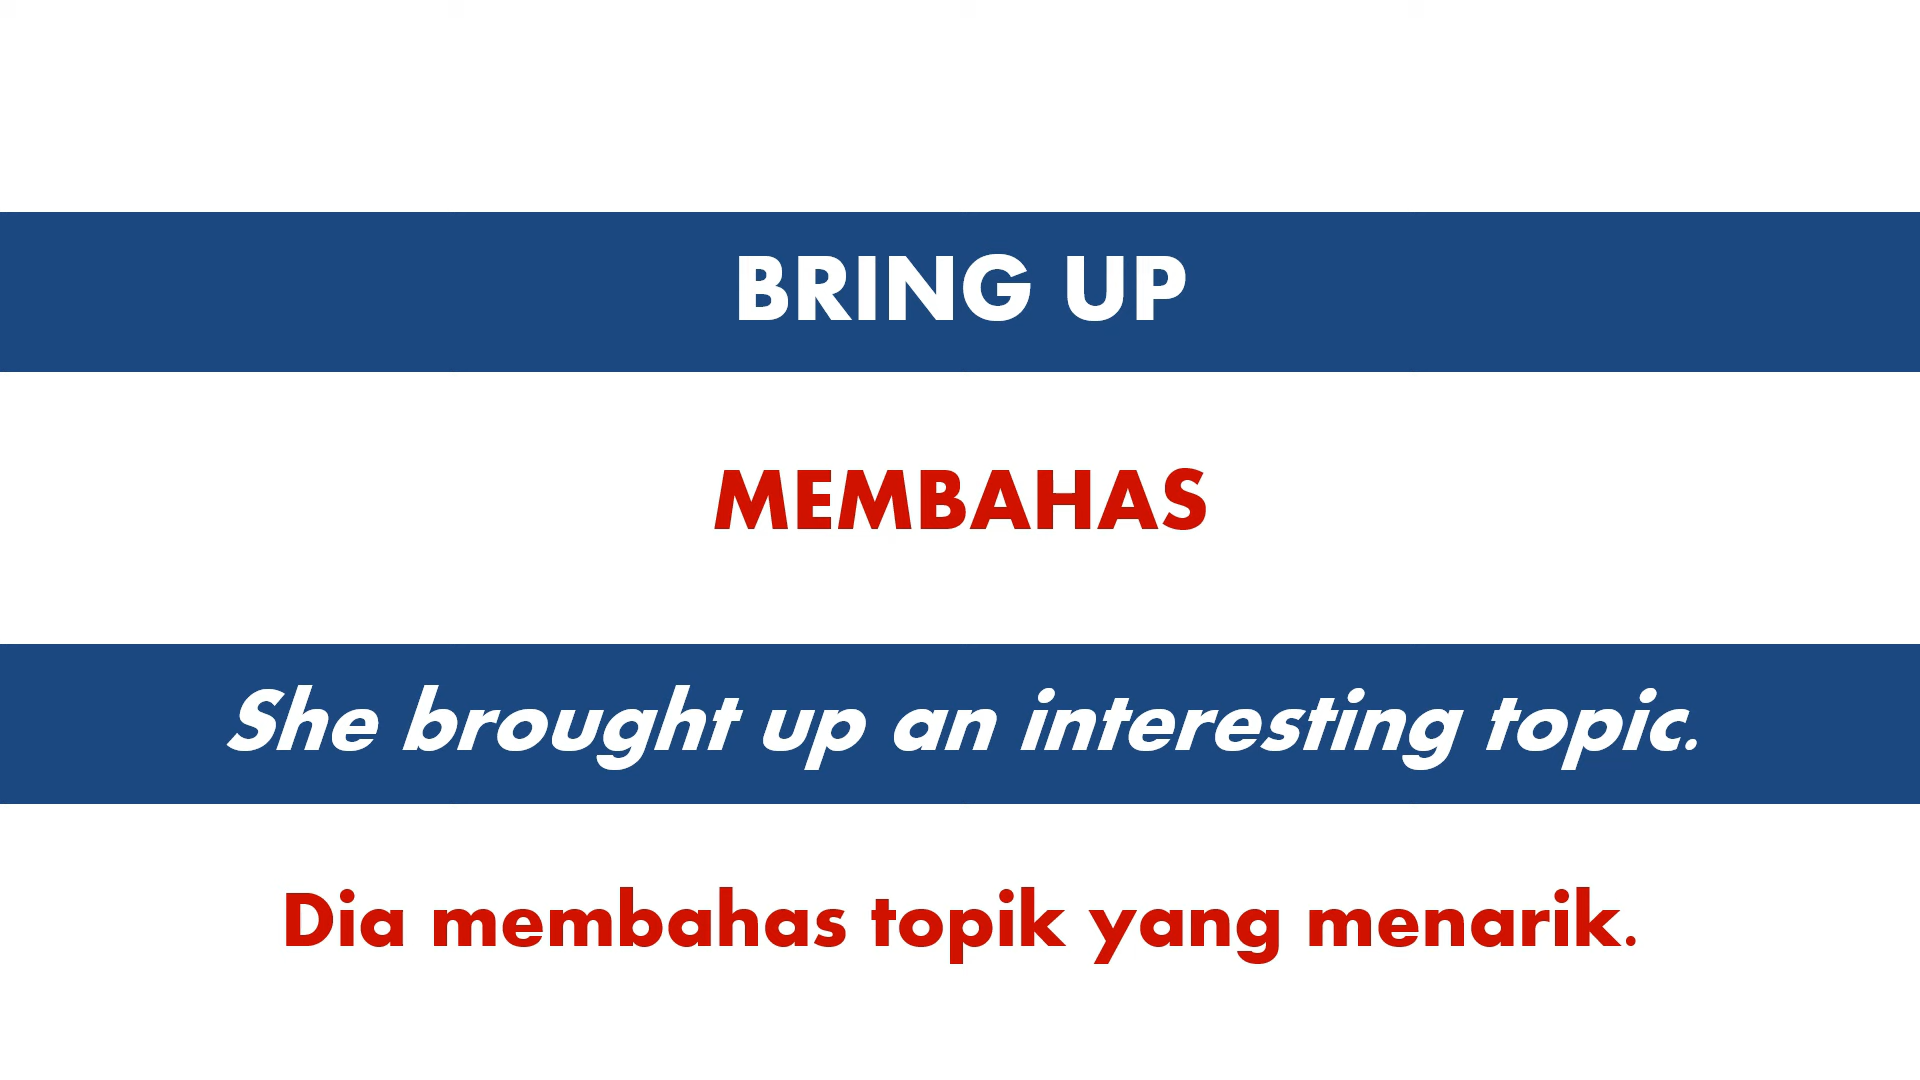 BRING UP
MEMBAHAS
She brought up an interesting topic.
Dia membahas topik yang menarik.